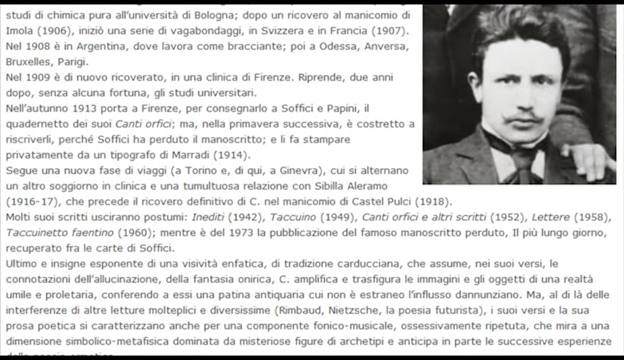 studi di chimica pura all'università di Bologna; dopo un ricovero al manicomio di
Imola (1906), iniziò una serie di vagabondaggi, in Svizzera e in Francia (1907).
Nel 1908 è in Argentina, dove lavora come bracciante; poi a Odessa, Anversa,
Bruxelles, Parigi.
Nel 1909 è di nuovo ricoverato, in una clinica di Firenze. Riprende, due anni
dopo, senza alcuna fortuna, gli studi universitari.
Nell'autunno 1913 porta a Firenze, per consegnarlo a Soffici e Papini, il
quadernetto dei suoi Canti orfici; ma, nella primavera successiva, è costretto a
riscriverli, perché Soffici ha perduto il manoscritto; e li fa stampare
privatamente da un tipografo di Marradi (1914).
Segue una nuova fase di viaggi (a Torino e, di qui, a Ginevra), cui si alternano
un altro soggiorno in clinica e una tumultuosa relazione con Sibilla Aleramo
(1916-17), che precede il ricovero definitivo di C. nel manicomio di Castel Pulci (1918).
Molti suoi scritti usciranno postumi: Inediti (1942), Taccuino (1949), Canti orfici e altri scritti (1952), Lettere (1958),
Taccuinetto faentino (1960); mentre è del 1973 la pubblicazione del famoso manoscritto perduto, Il più lungo giorno,
recuperato fra le carte di Soffici.
Ultimo e insigne esponente di una visività enfatica, di tradizione carducciana, che assume, nei suoi versi, le
connotazioni dell'allucinazione, della fantasia onirica, C. amplifica e trasfigura le immagini e gli oggetti di una realtà
umile e proletaria, conferendo a essi una patina antiquaria cui non è estraneo l'influsso dannunziano. Ma, al di là delle
interferenze di altre letture molteplici e diversissime (Rimbaud, Nietzsche, la poesia futurista), i suoi versi e la sua
prosa poetica si caratterizzano anche per una componente fonico-musicale, ossessivamente ripetuta, che mira a una
dimensione simbolico-metafisica dominata da misteriose figure di archetipi e anticipa in parte le successive esperienze